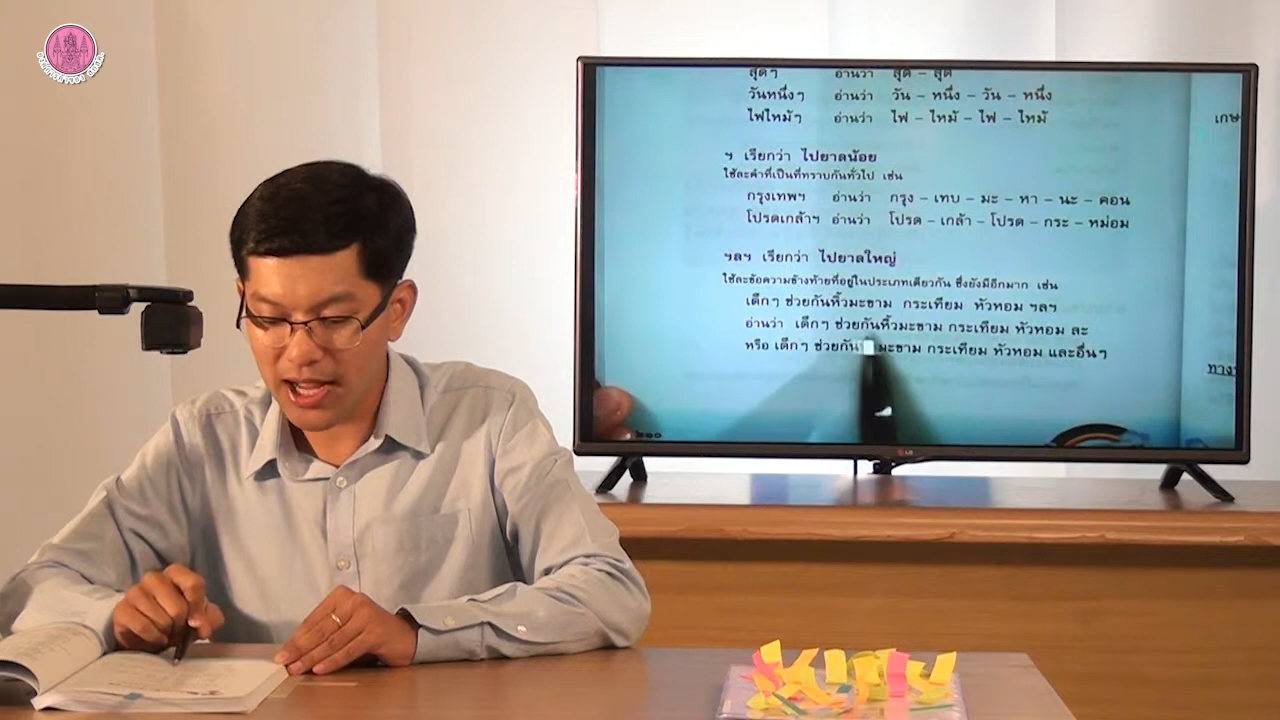 สุดๆ อ่านว่า สุด – สุด
วันหนึ่งๆ อ่านว่า วัน – หนึ่ง – วัน – หนึ่ง
ไฟไหม้ๆ อ่านว่า ไฟ – ไหม้ – ไฟ – ไหม้
ฯ เรียกว่า ไปยาลน้อย
ใช้ละคำที่เป็นที่ทราบกันทั่วไป เช่น
กรุงเทพฯ อ่านว่า กรุง – เทบ – มะ – หา – นะ – คอน
โปรดเกล้าฯ อ่านว่า โปรด – เกล้า – โปรด – กระ – หม่อม
ฯลฯ เรียกว่า ไปยาลใหญ่
ใช้ละข้อความข้างท้ายที่อยู่ในประเภทเดียวกัน ซึ่งยังมีอีกมาก เช่น
เด็กๆ ช่วยกันหิ้วมะขาม กระเทียม หัวหอม ฯลฯ
อ่านว่า เด็กๆ ช่วยกันหิ้วมะขาม กระเทียม หัวหอม ละ
หรือ เด็กๆ ช่วยกัน มะขาม กระเทียม หัวหอม และอื่นๆ
๒๑๐
LG